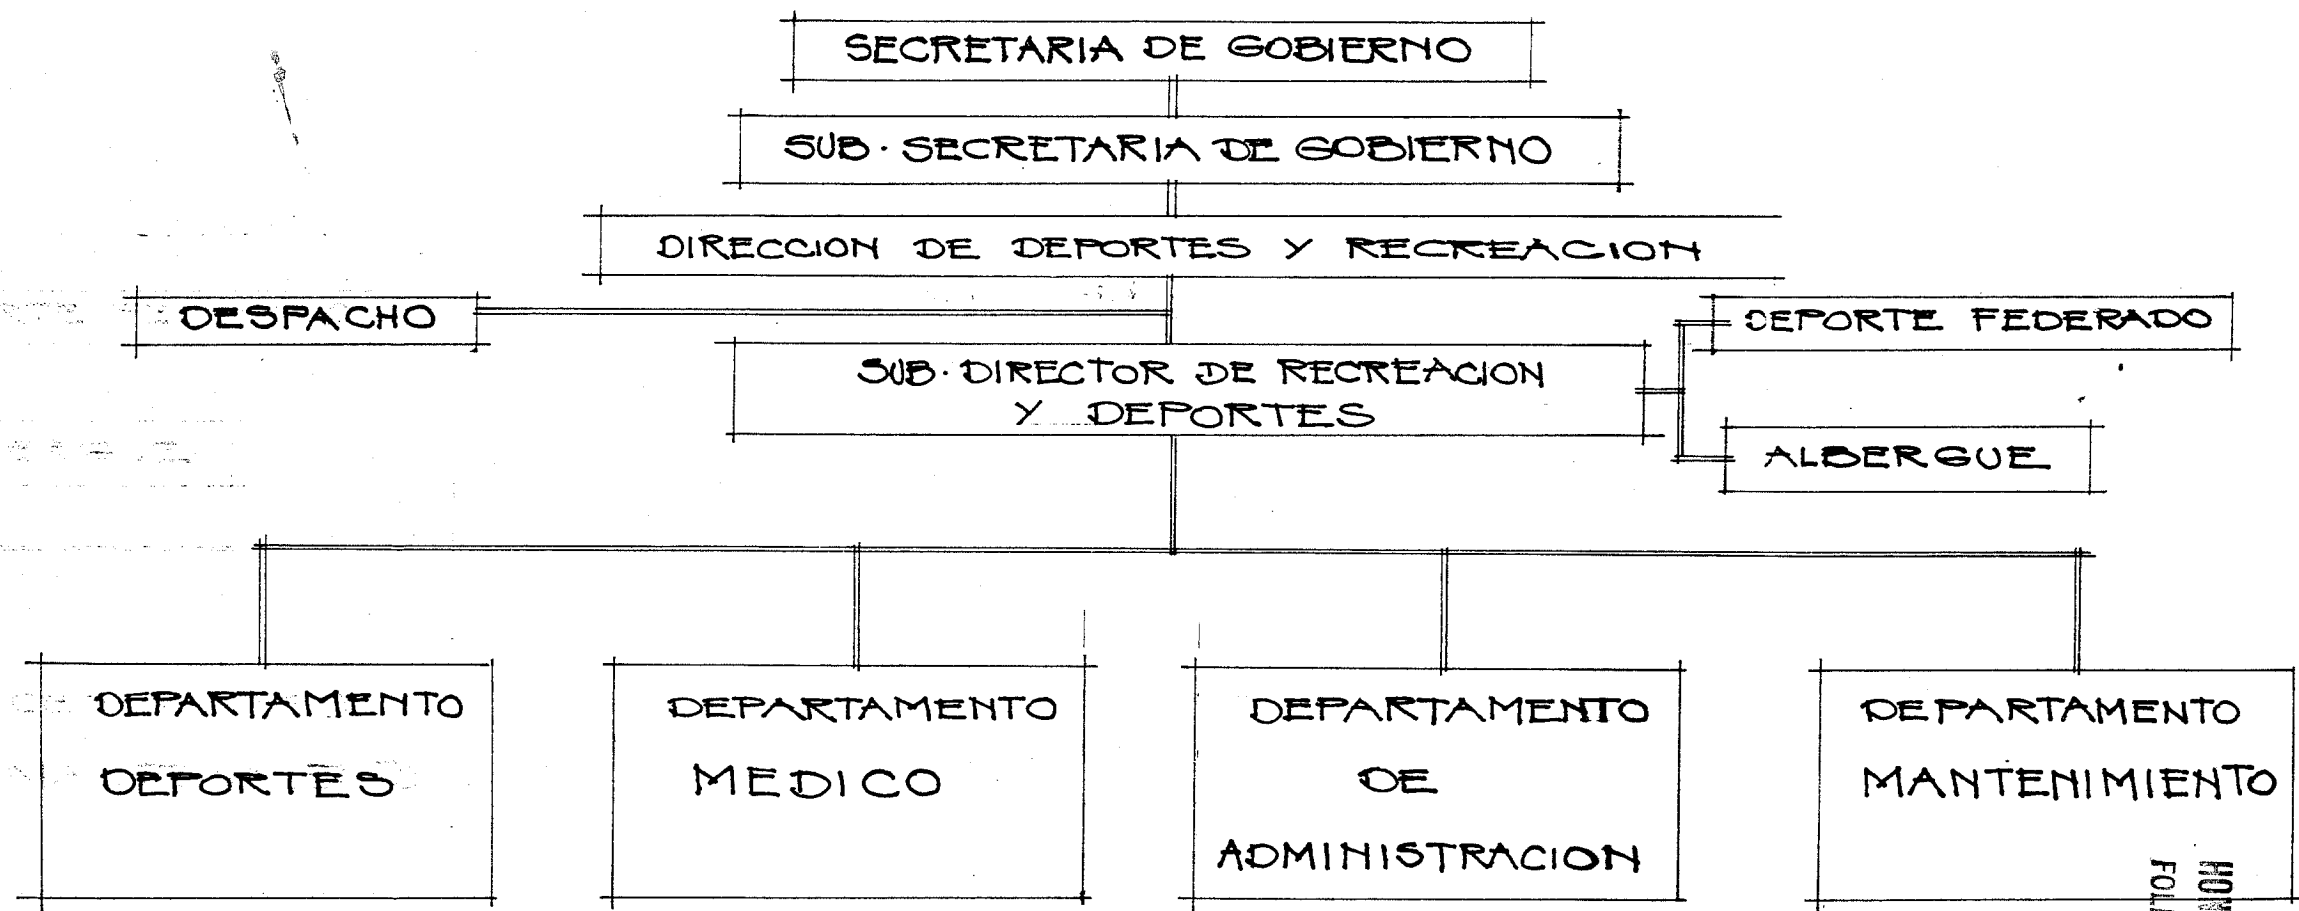 SECRETARIA DE GOBIERNO
SUB. SECRETARIA DE GOBIERNO
DIRECCION DE DEPORTES Y RECREACION
DESPACHO
DEPORTE FEDERADO
SUB. DIRECTOR DE RECREACION
Y DEPORTES
ALBERGUE
DEPARTAMENTO
DEPORTES
DEPARTAMENTO
MEDICO
DEPARTAMENTO
DE
ADMINISTRACION
DEPARTAMENTO
MANTENIMIENTO